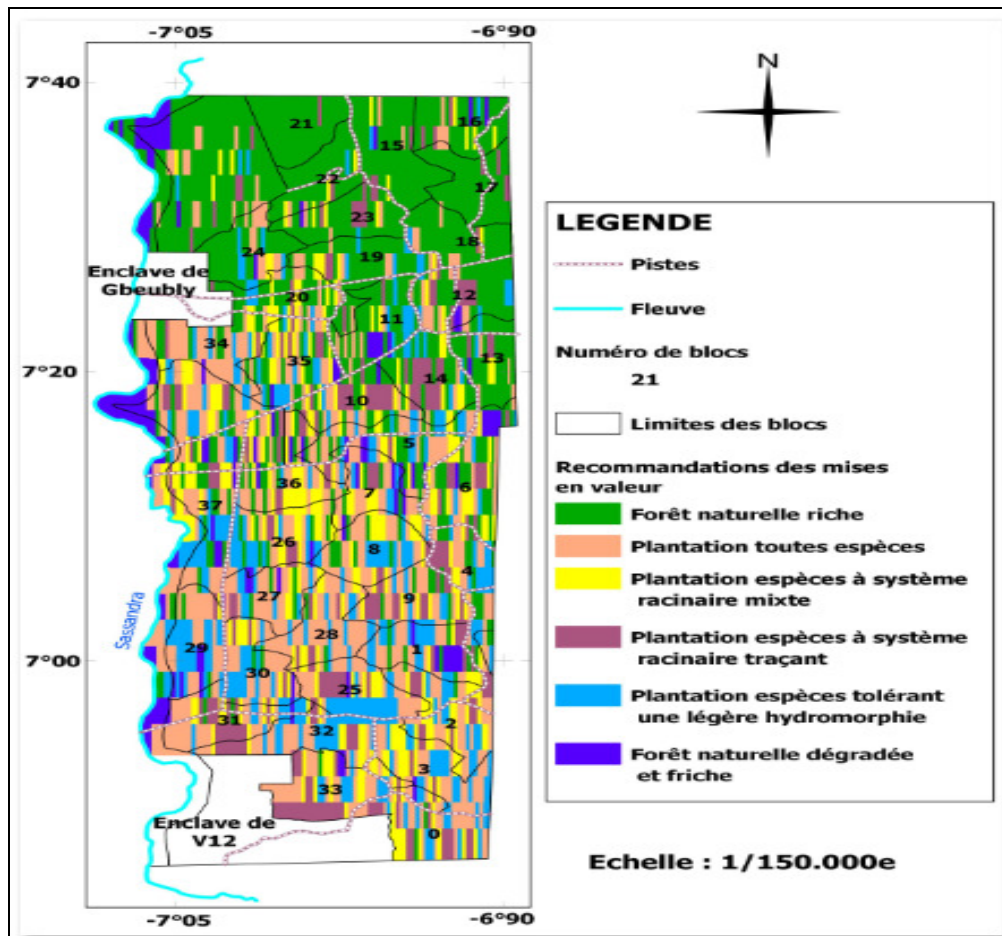 -7°05
-6°90
7°40
N
21
16
15
22
17
23
18
24
19
Enclave de
Gbeubly
20
12
11
34
35
13
7°20
14
10
5
36
7
6
37
26
8
4
27
9
Sassandra
28
29
1
7°00
30
25
31
2
32
3
33
Enclave de
V12
0
-7°05
-6°90
LEGENDE
Pistes
Fleuve
Numéro de blocs
21
Limites des blocs
Recommandations des mises
en valeur
Forêt naturelle riche
Plantation toutes espèces
Plantation espèces à système
racinaire mixte
Plantation espèces à système
racinaire traçant
Plantation espèces tolérant
une légère hydromorphie
Forêt naturelle dégradée
et friche
Echelle : 1/150.000e